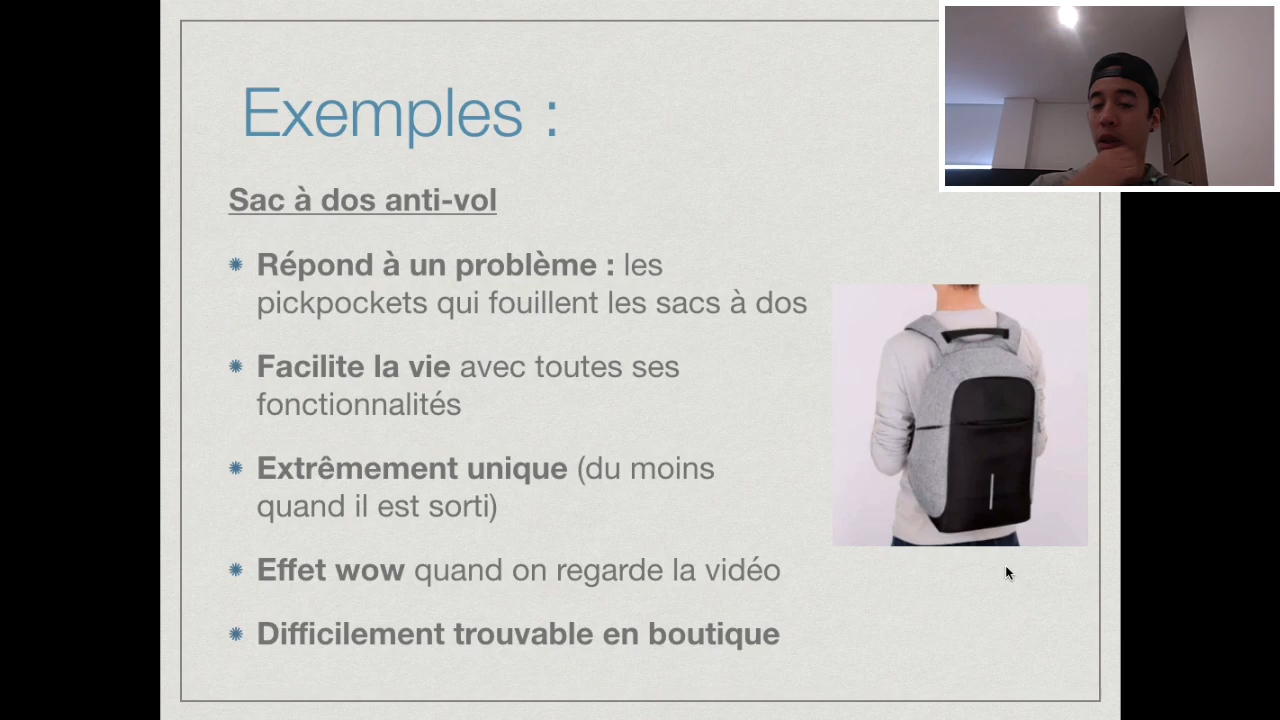 Exemples :
Sac à dos anti-vol
Répond à un problème : les
pickpockets qui fouillent les sacs à dos
Facilite la vie avec toutes ses
fonctionnalités
Extrêmement unique (du moins
quand il est sorti)
Effet wow quand on regarde la vidéo
Difficilement trouvable en boutique